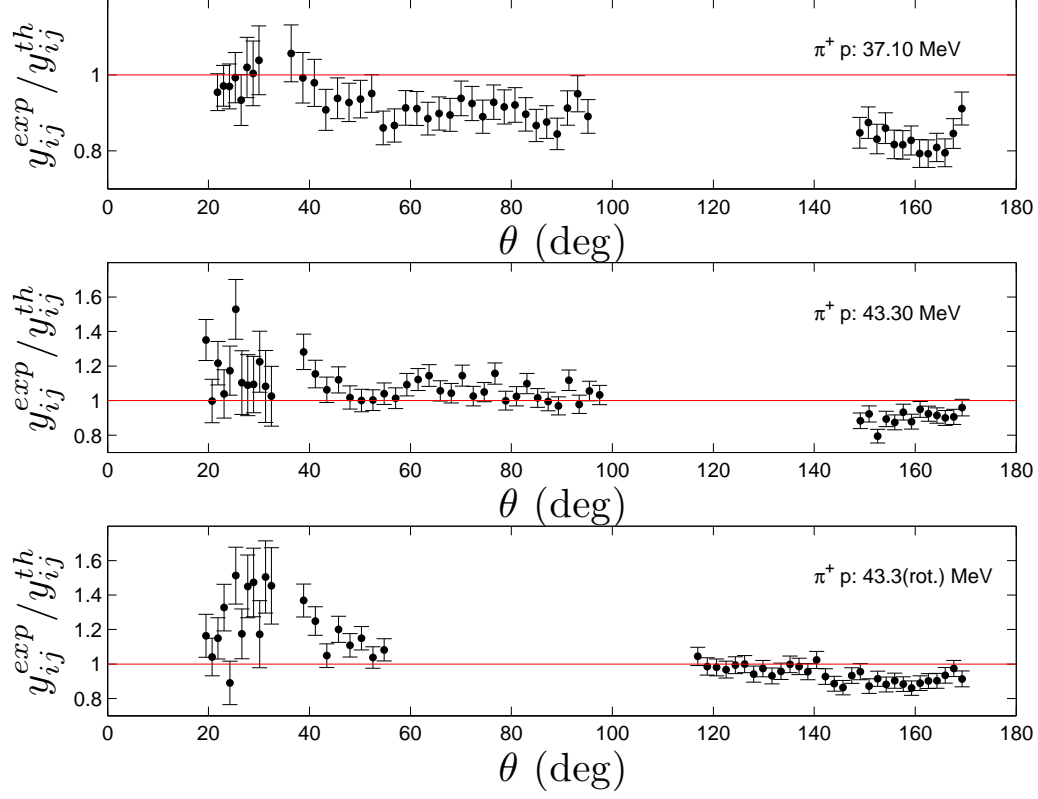 y_{ij}^{exp}/y_{ij}^{th}
1
0.8
π⁺ p: 37.10 MeV
0 20 40 60 80 100 120 140 160 180
θ (deg)
y_{ij}^{exp}/y_{ij}^{th}
1.6
1.4
1.2
1
0.8
π⁺ p: 43.30 MeV
0 20 40 60 80 100 120 140 160 180
θ (deg)
y_{ij}^{exp}/y_{ij}^{th}
1.6
1.4
1.2
1
0.8
π⁺ p: 43.3(rot.) MeV
0 20 40 60 80 100 120 140 160 180
θ (deg)